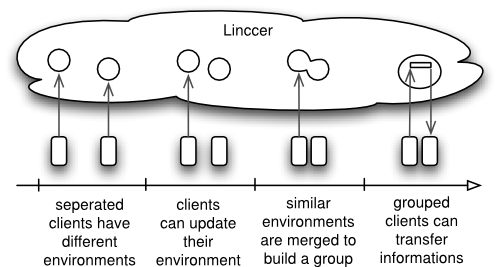 Linccer
seperated
clients have
different
environments
clients
can update
their
environment
similar
environments
are merged to
build a group
grouped
clients can
transfer
informations